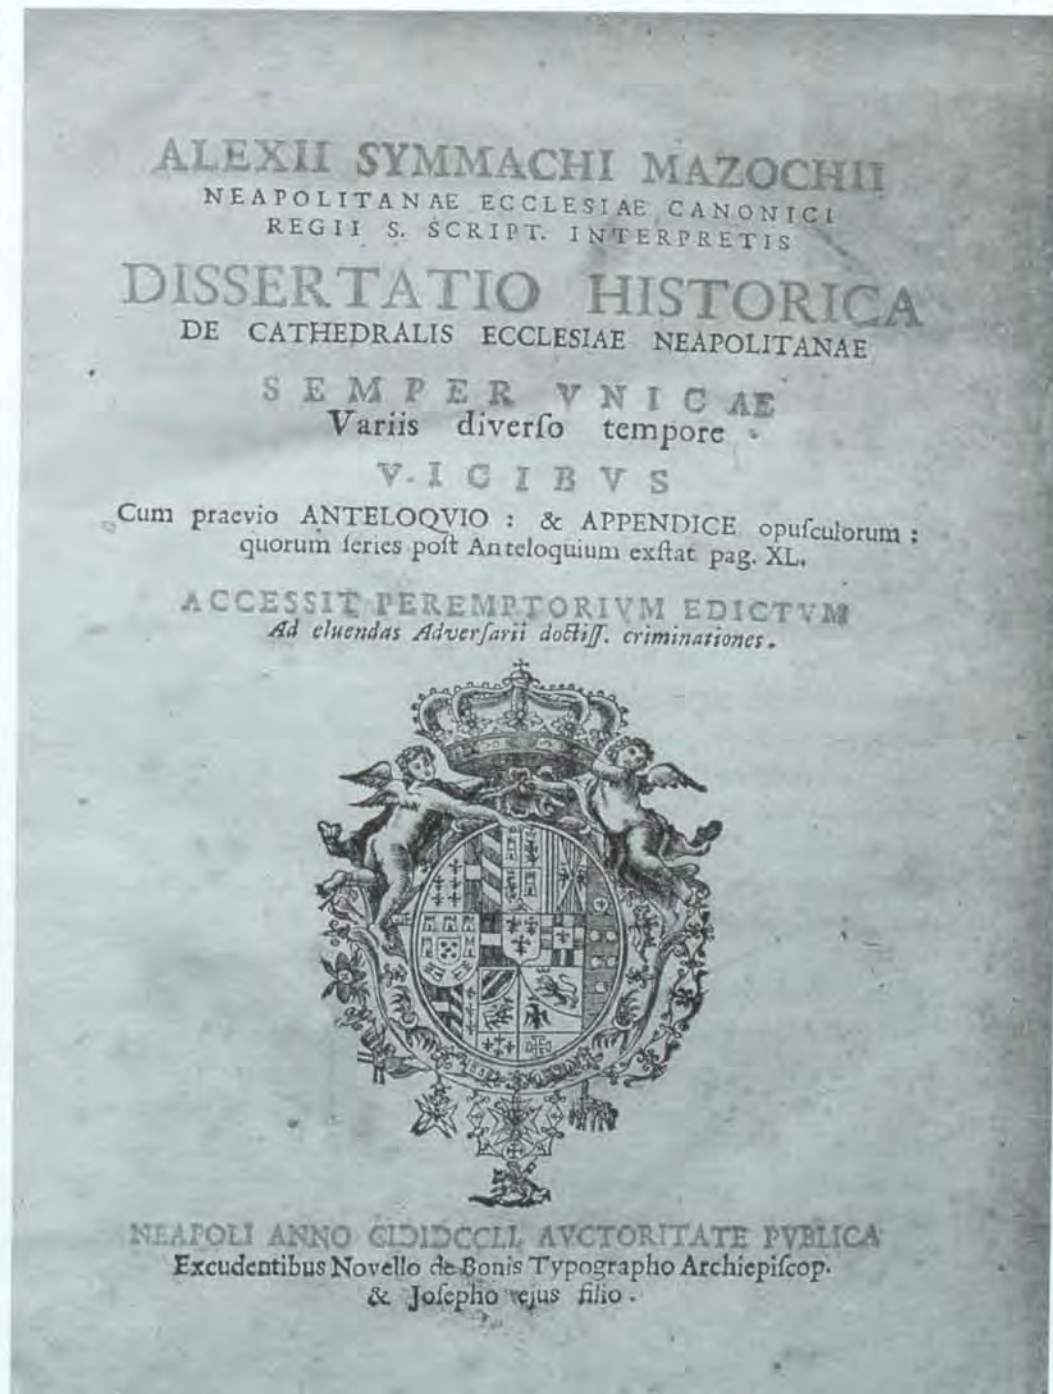 ALEXII SYMMACHI MAZOCHII
NEAPOLITANAE ECCLESIAE CANONICI
REGII S. SCRIPT. INTERPRETIS
DISSERTATIO HISTORICA
DE CATHEDRALIS ECCLESIAE NEAPOLITANAE
SEMPER VNICAE
Variis diverſo tempore
VICIBVS
Cum praevio ANTELOQVIO : & APPENDICE opuſculorum :
quorum ſeries poſt Anteloquium exſtat pag. XL.
ACCESSIT PEREMPTORIVM EDICTVM
Ad eluendas Adverſarii doctiſſ. criminationes.
NEAPOLI ANNO CIƆIƆCCLI, AVCTORITATE PVBLICA
Excudentibus Novello de Bonis Typographo Archiepiſcop.
& Joſepho ejus filio.